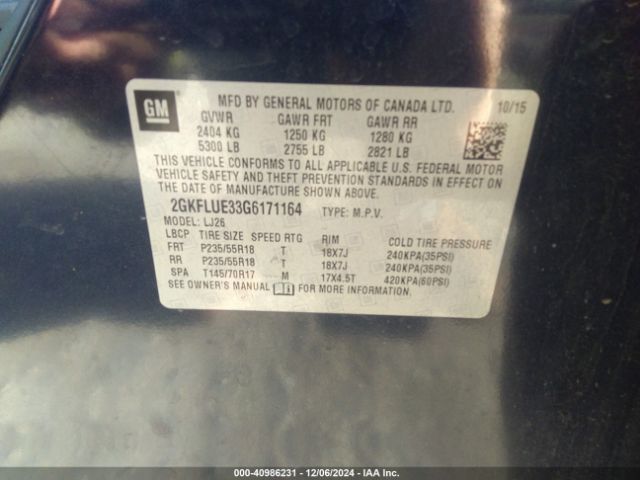 GM
MFD BY GENERAL MOTORS OF CANADA LTD. 10/15
GVWR GAWR FRT GAWR RR
2404 KG 1250 KG 1280 KG
5300 LB 2755 LB 2821 LB
THIS VEHICLE CONFORMS TO ALL APPLICABLE U.S. FEDERAL MOTOR
VEHICLE SAFETY AND THEFT PREVENTION STANDARDS IN EFFECT ON
THE DATE OF MANUFACTURE SHOWN ABOVE.
2GKFLUE33G6171164 TYPE: M.P.V.
MODEL: LJ26
LBCP TIRE SIZE SPEED RTG RIM COLD TIRE PRESSURE
FRT P235/55R18 T 18X7J 240KPA(35PSI)
RR P235/55R18 T 18X7J 240KPA(35PSI)
SPA T145/70R17 M 17X4.5T 420KPA(60PSI)
SEE OWNER'S MANUAL FOR MORE INFORMATION.
000-40986231 - 12/06/2024 - IAA Inc.